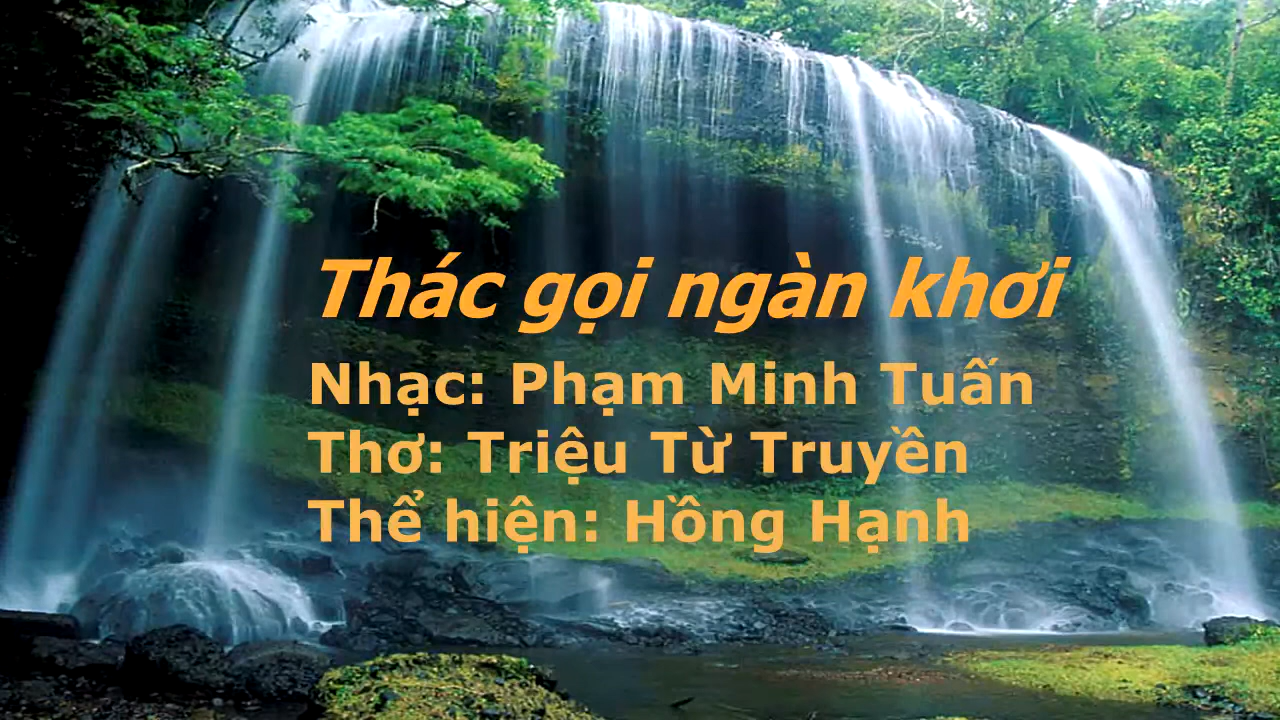 Thác gọi ngàn khơi
Nhạc: Phạm Minh Tuấn
Thơ: Triệu Từ Truyền
Thể hiện: Hồng Hạnh